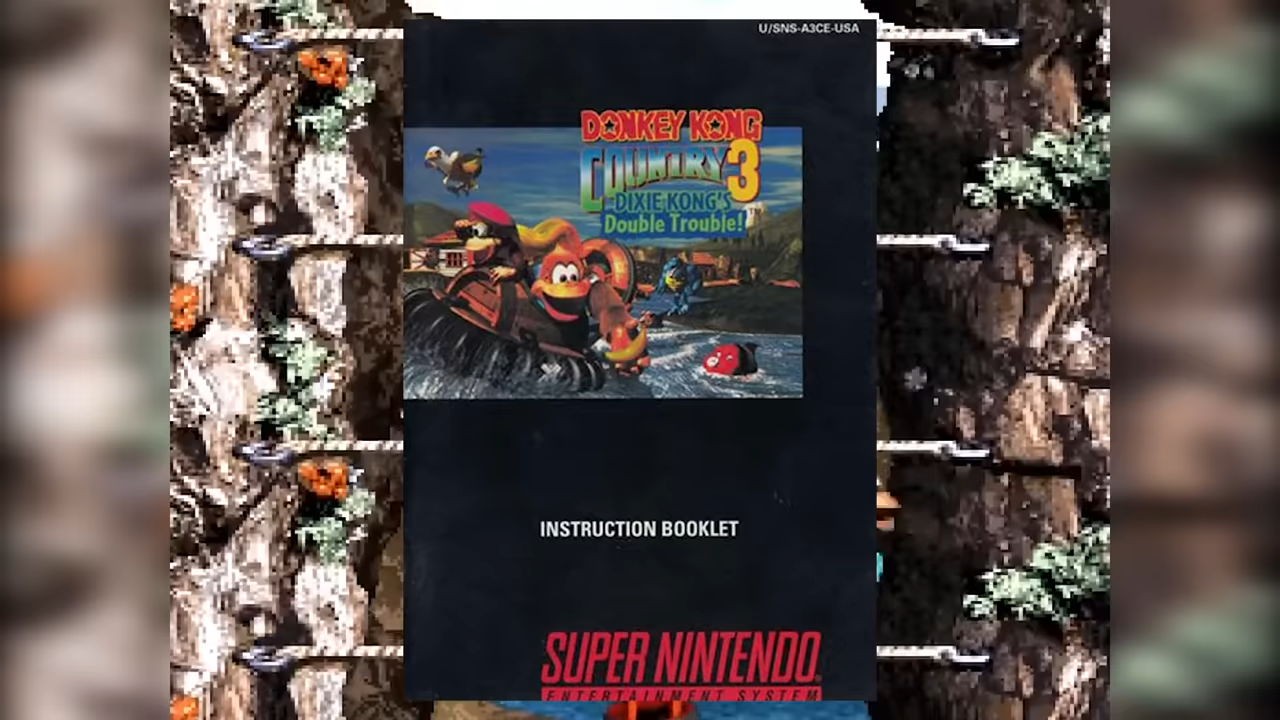 U/SNS-A3CE-USA
DONKEY KONG
COUNTRY 3
DIXIE KONG'S
Double Trouble!
INSTRUCTION BOOKLET
SUPER NINTENDO
ENTERTAINMENT SYSTEM